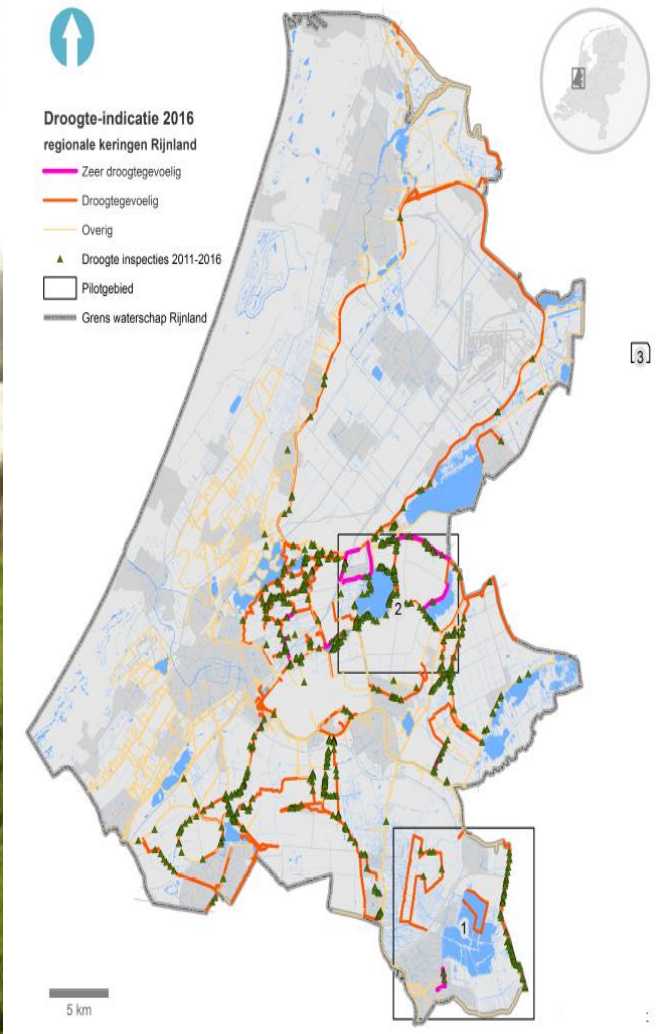 Droogte-indicatie 2016
regionale keringen Rijnland
Zeer droogtegevoelig
Droogtegevoelig
Overig
Droogte inspecties 2011-2016
Pilotgebied
Grens waterschap Rijnland
3
2
1
5 km